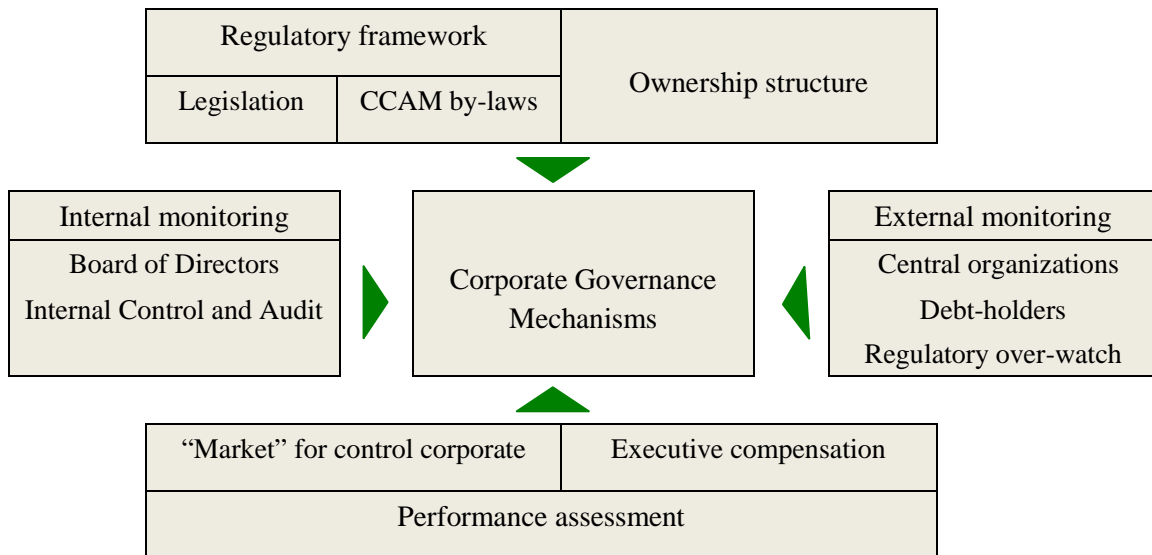 Regulatory framework
Legislation
CCAM by-laws
Ownership structure
Internal monitoring
Board of Directors
Internal Control and Audit
Corporate Governance
Mechanisms
External monitoring
Central organizations
Debt-holders
Regulatory over-watch
“Market” for control corporate
Executive compensation
Performance assessment